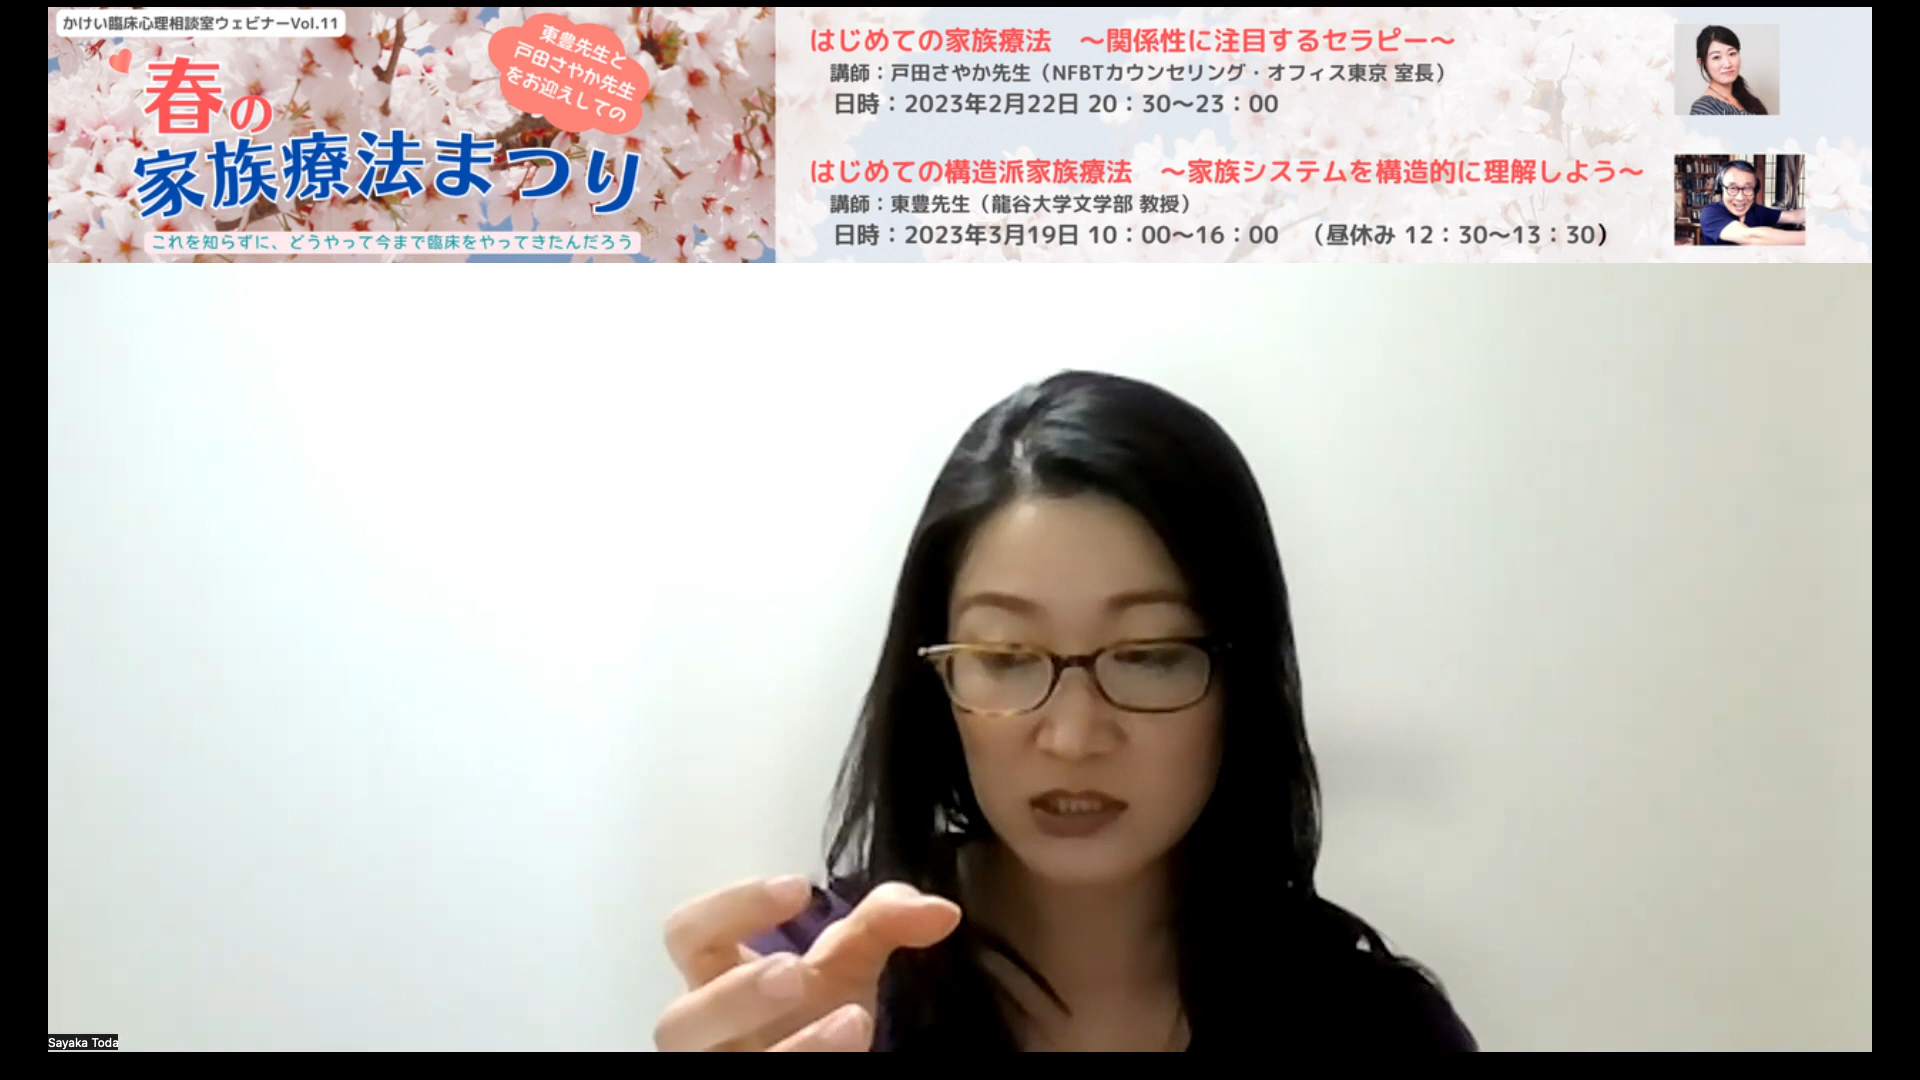 かけい臨床心理相談室ウェビナーVol.11
東豊先生と
戸田さやか先生
をお迎えしての
春の
家族療法まつり
これを知らずに、どうやって今まで臨床をやってきたんだろう
はじめての家族療法　～関係性に注目するセラピー～
講師：戸田さやか先生（NFBTカウンセリング・オフィス東京 室長）
日時：2023年2月22日 20：30～23：00
はじめての構造派家族療法　～家族システムを構造的に理解しよう～
講師：東豊先生（龍谷大学文学部 教授）
日時：2023年3月19日 10：00～16：00　（昼休み 12：30～13：30）
Sayaka Toda